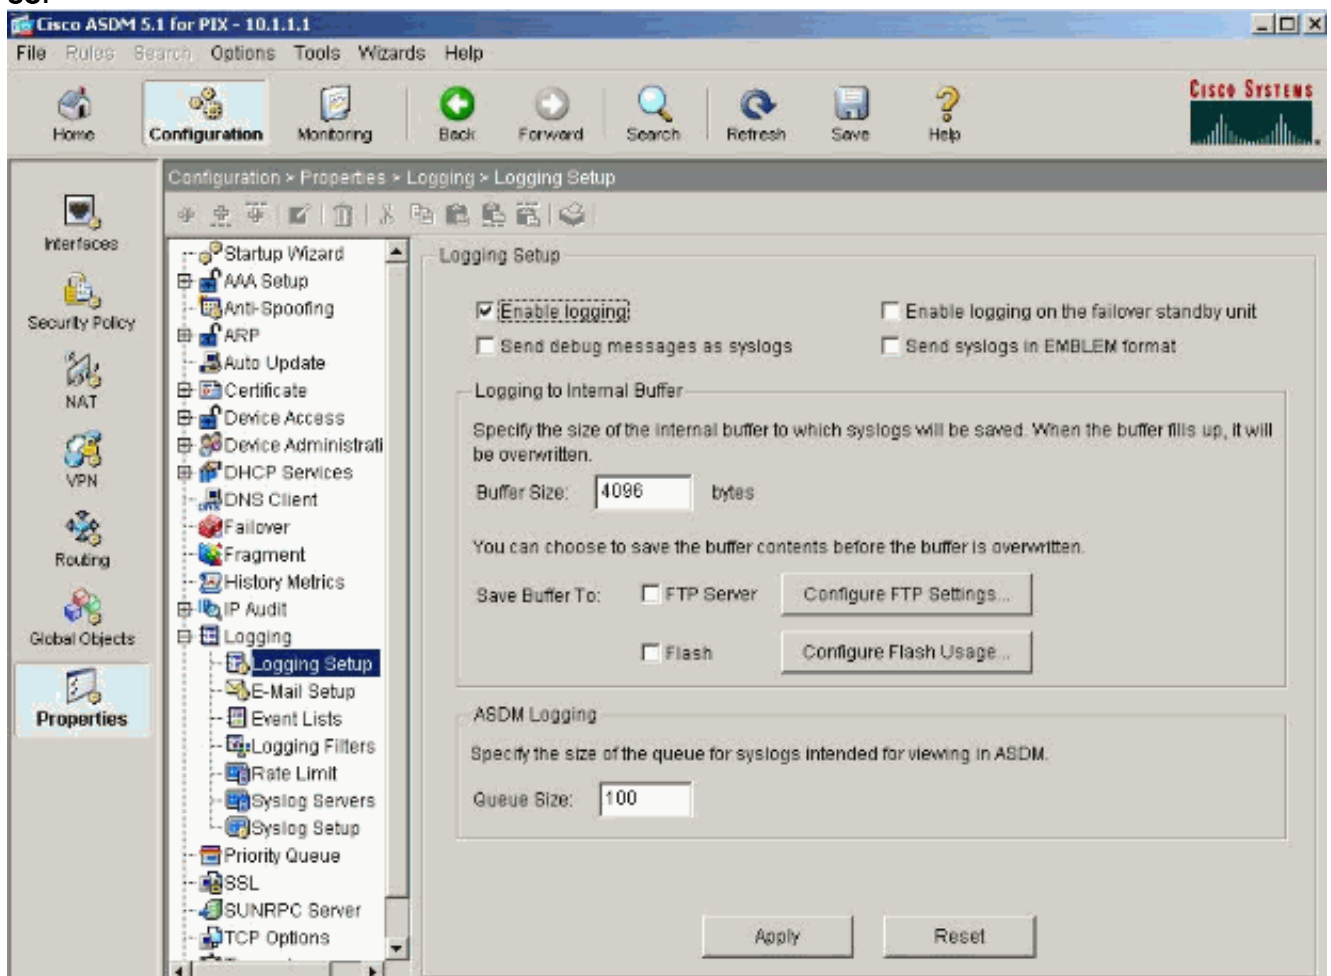 Cisco ASDM 5.1 for PIX - 10.1.1.1
File Rules Search Options Tools Wizards Help
Home
Configuration
Monitoring
Back
Forward
Search
Refresh
Save
Help
CISCO SYSTEMS
Configuration > Properties > Logging > Logging Setup
Interfaces
Security Policy
NAT
VPN
Routing
Global Objects
Properties
Startup Wizard
AAA Setup
Anti-Spoofing
ARP
Auto Update
Certificate
Device Access
Device Administrati
DHCP Services
DNS Client
Failover
Fragment
History Metrics
IP Audit
Logging
Logging Setup
E-Mail Setup
Event Lists
Logging Filters
Rate Limit
Syslog Servers
Syslog Setup
Priority Queue
SSL
SUNRPC Server
TCP Options
Logging Setup
Enable logging
Enable logging on the failover standby unit
Send debug messages as syslogs
Send syslogs in EMBLEM format
Logging to Internal Buffer
Specify the size of the internal buffer to which syslogs will be saved. When the buffer fills up, it will
be overwritten.
Buffer Size: 4096 bytes
You can choose to save the buffer contents before the buffer is overwritten.
Save Buffer To: FTP Server Configure FTP Settings...
Flash Configure Flash Usage...
ASDM Logging
Specify the size of the queue for syslogs intended for viewing in ASDM.
Queue Size: 100
Apply Reset